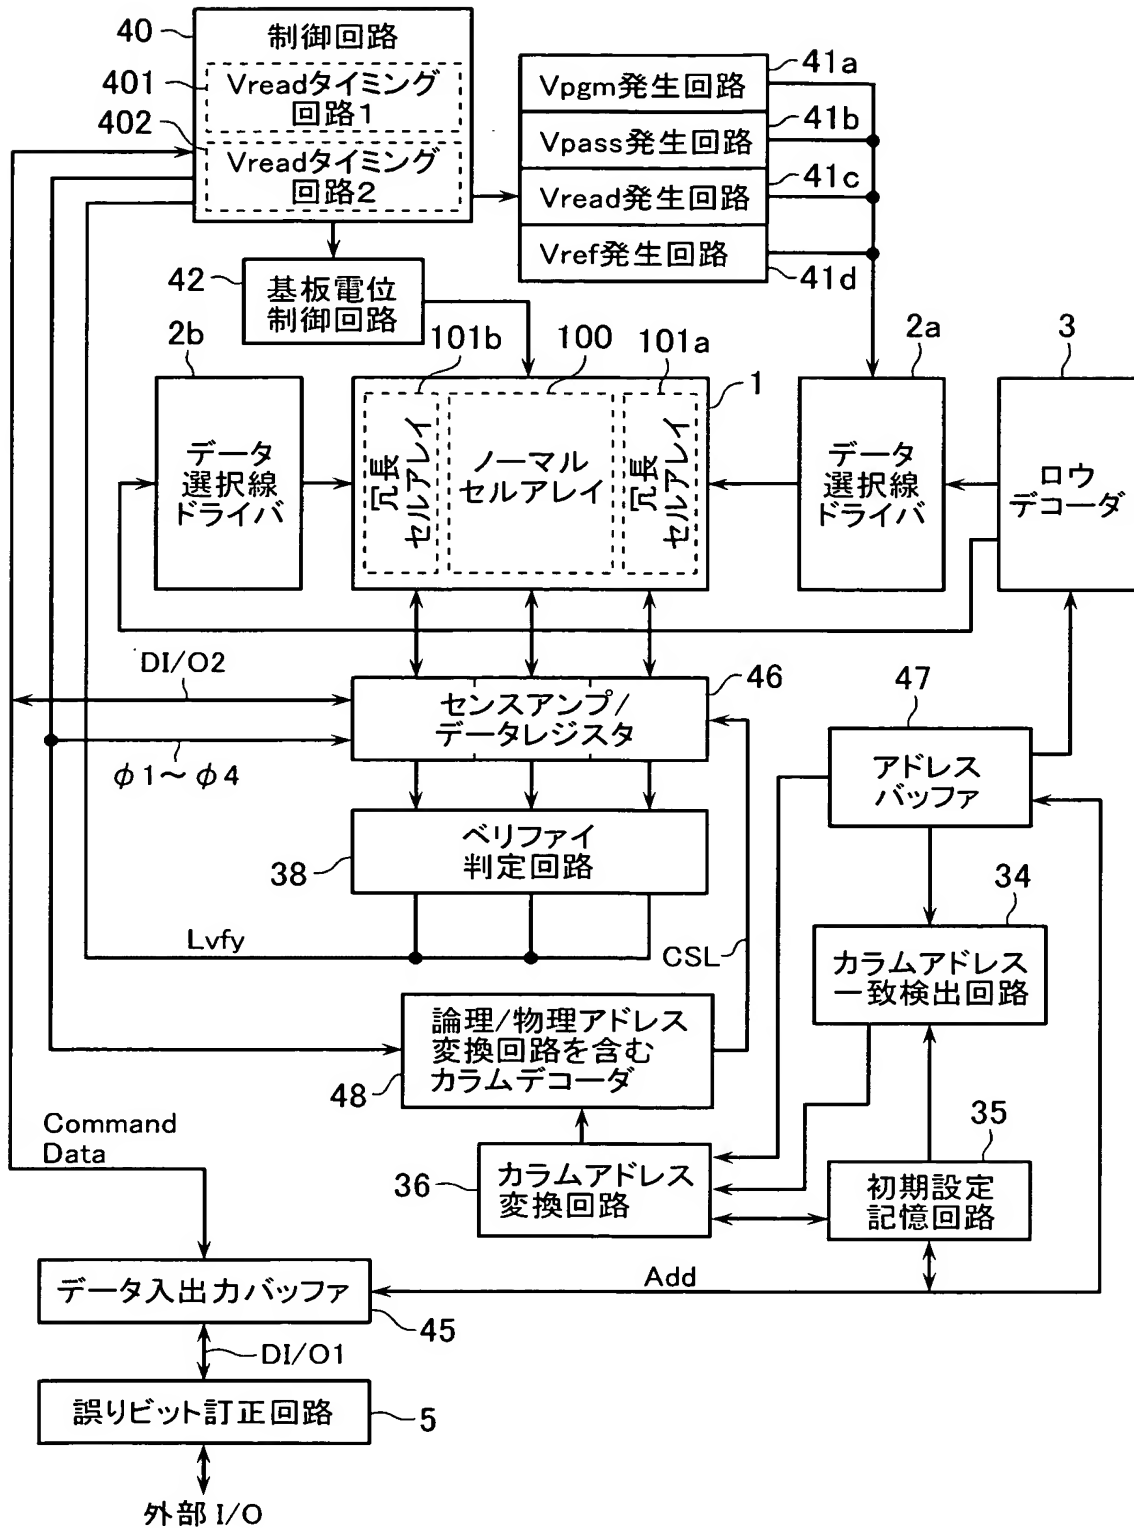 40
制御回路
401
Vreadタイミング
回路1
402
Vreadタイミング
回路2
Vpgm発生回路
41a
Vpass発生回路
41b
Vread発生回路
41c
Vref発生回路
41d
42
基板電位
制御回路
2b
101b
100
101a
1
2a
3
データ
選択線
ドライバ
冗長
セルアレイ
ノーマル
セルアレイ
冗長
セルアレイ
データ
選択線
ドライバ
ロウ
デコーダ
DI/O2
センスアンプ/
データレジスタ
46
47
φ1～φ4
アドレス
バッファ
ベリファイ
判定回路
38
34
Lvfy
CSL
カラムアドレス
一致検出回路
論理/物理アドレス
変換回路を含む
カラムデコーダ
48
Command
Data
35
36
カラムアドレス
変換回路
初期設定
記憶回路
Add
データ入出力バッファ
45
DI/O1
誤りビット訂正回路
5
外部I/O